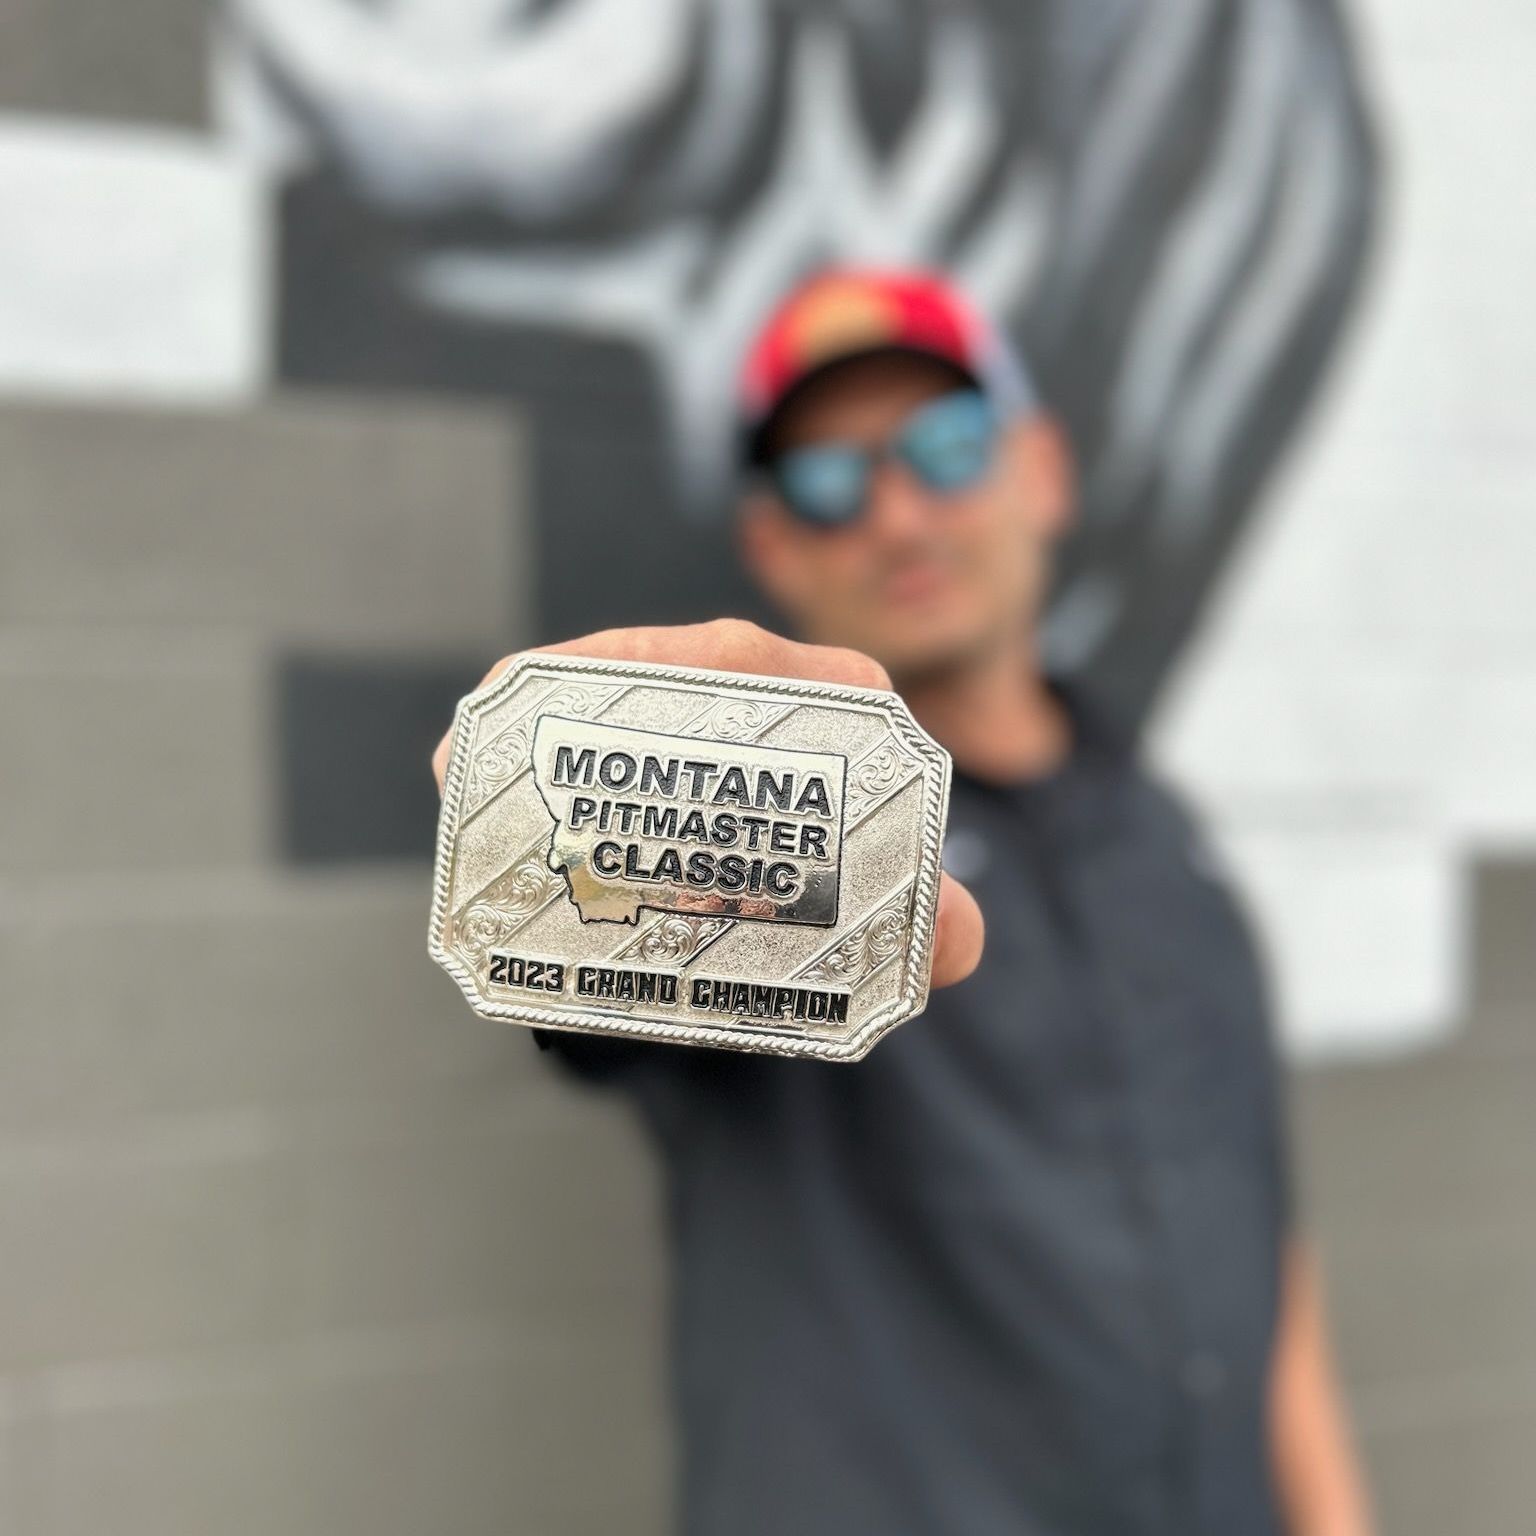 MONTANA
PITMASTER
CLASSIC
2023 GRAND CHAMPION